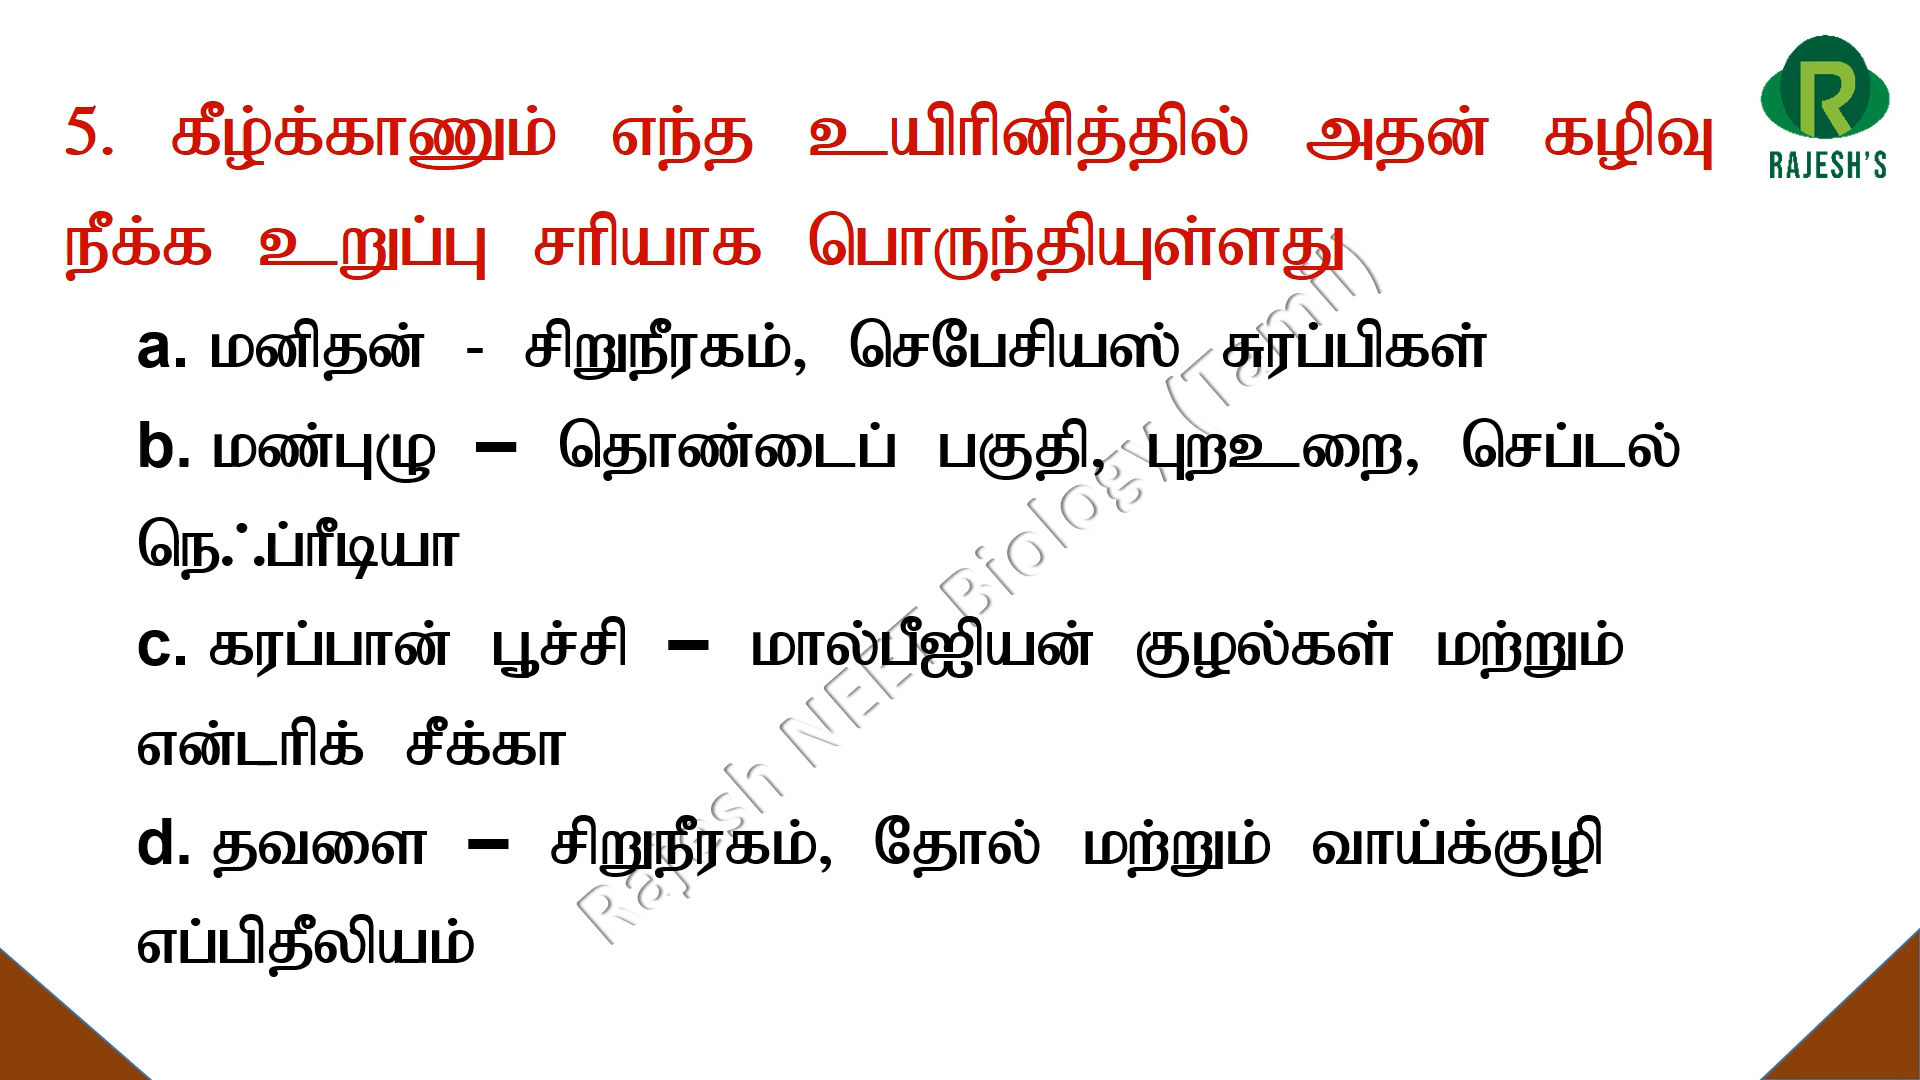 5. கீழ்க்காணும் எந்த உயிரினித்தில் அதன் கழிவு
நீக்க உறுப்பு சரியாக பொருந்தியுள்ளது
a. மனிதன் - சிறுநீரகம், செபேசியஸ் சுரப்பிகள்
b. மண்புழு – தொண்டைப் பகுதி, புறஉறை, செப்டல்
நெஃப்ரீடியா
c. கரப்பான் பூச்சி – மால்பீஜியன் குழல்கள் மற்றும்
என்டரிக் சீக்கா
d. தவளை – சிறுநீரகம், தோல் மற்றும் வாய்க்குழி
எப்பிதீலியம்
R
RAJESH'S
Rajesh NEET Biology (Tamil)